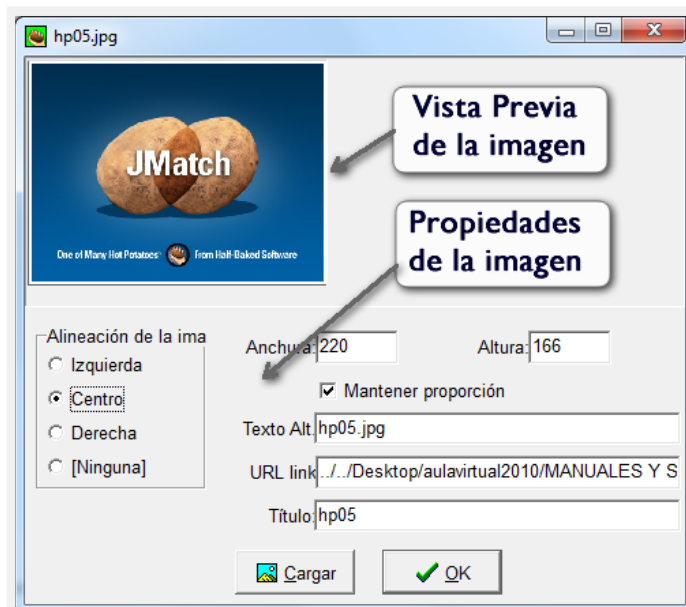 hp05.jpg
JMatch
One of Many Hot Potatoes From Half-Baked Software
Vista Previa
de la imagen
Propiedades
de la imagen
Alineación de la ima
Izquierda
Centro
Derecha
[Ninguna]
Anchura: 220 Altura: 166
Mantener proporción
Texto Alt. hp05.jpg
URL link ../../Desktop/aulavirtual2010/MANUALES Y S
Título: hp05
Cargar OK